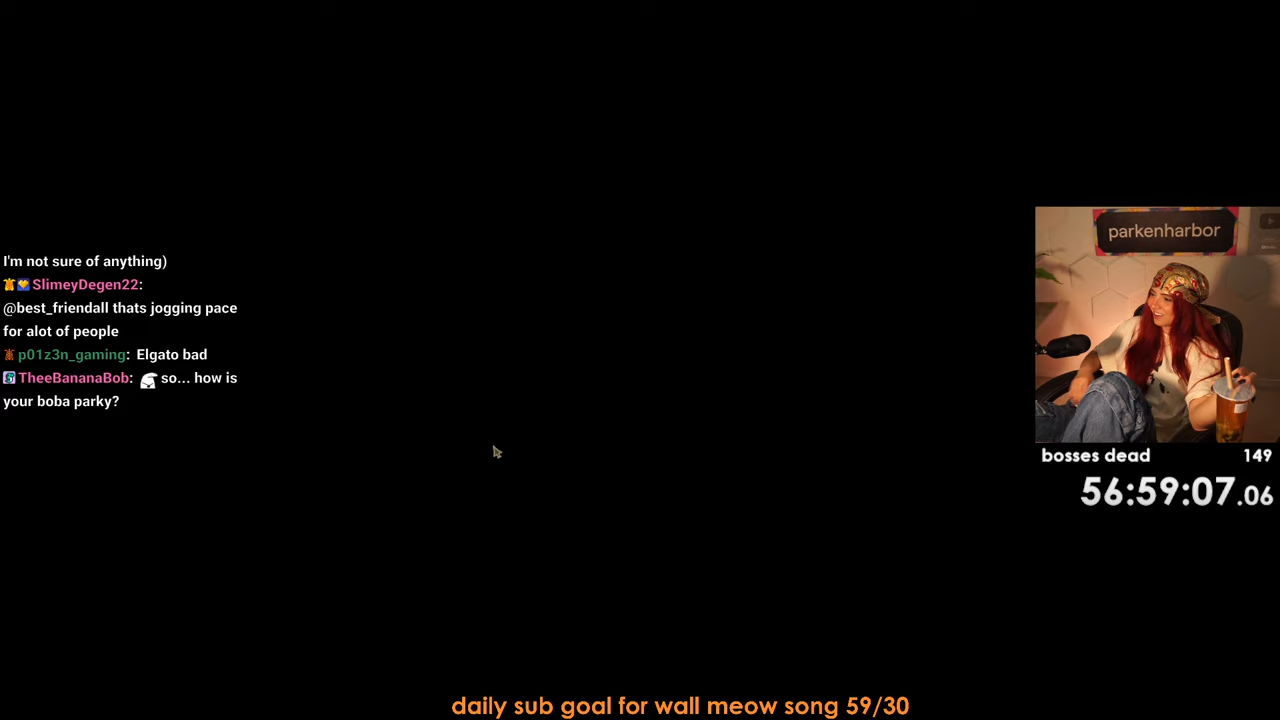 parkenharbor
I'm not sure of anything)
SlimeyDegen22:
@best_friendall thats jogging pace
for alot of people
p01z3n_gaming: Elgato bad
TheeBananaBob: so... how is
your boba parky?
bosses dead 149
56:59:07.06
daily sub goal for wall meow song 59/30